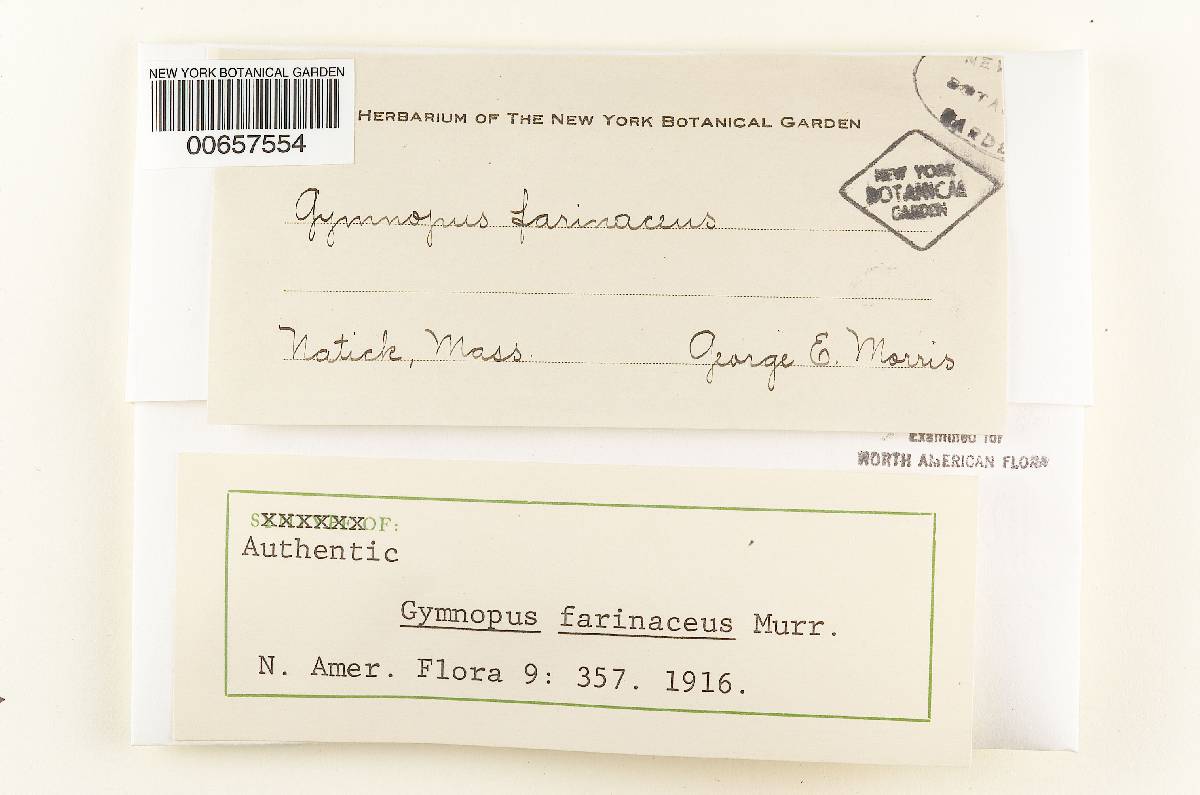 NEW YORK BOTANICAL GARDEN
00657554
HERBARIUM OF THE NEW YORK BOTANICAL GARDEN
NEW YORK
BOTANICAL
GARDEN
Gymnopus farinaceus
Natick, Mass.
George E. Morris
Examined for
NORTH AMERICAN FLORA
OF:
Authentic
Gymnopus farinaceus Murr.
N. Amer. Flora 9: 357. 1916.